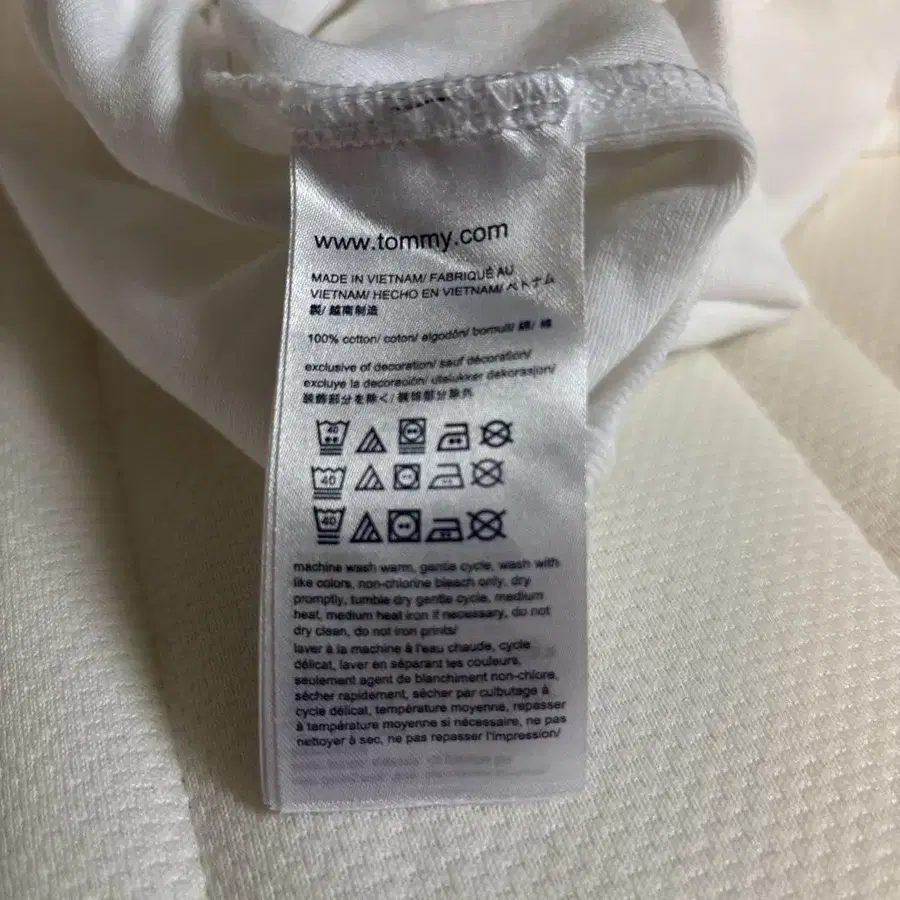 www.tommy.com
MADE IN VIETNAM/ FABRIQUÉ AU
VIETNAM/ HECHO EN VIETNAM/ ベトナム
製/ 越南制造
100% cotton/ coton/ algodón/ bomull/ 綿/ 棉
exclusive of decoration/ sauf décoration/
excluye la decoración/ utelukker dekorasjon/
装飾部分を除く/ 装饰部分除外
40
40
40
machine wash warm, gentle cycle, wash with
like colors, non-chlorine bleach only, dry
promptly, tumble dry gentle cycle, medium
heat, medium heat iron if necessary, do not
dry clean, do not iron prints/
laver à la machine à l'eau chaude, cycle
délicat, laver en séparant les couleurs,
seulement agent de blanchiment non-chlore,
sécher rapidement, sécher par culbutage à
cycle délicat, température moyenne, repasser
à température moyenne si nécessaire, ne pas
nettoyer à sec, ne pas repasser l'impression/